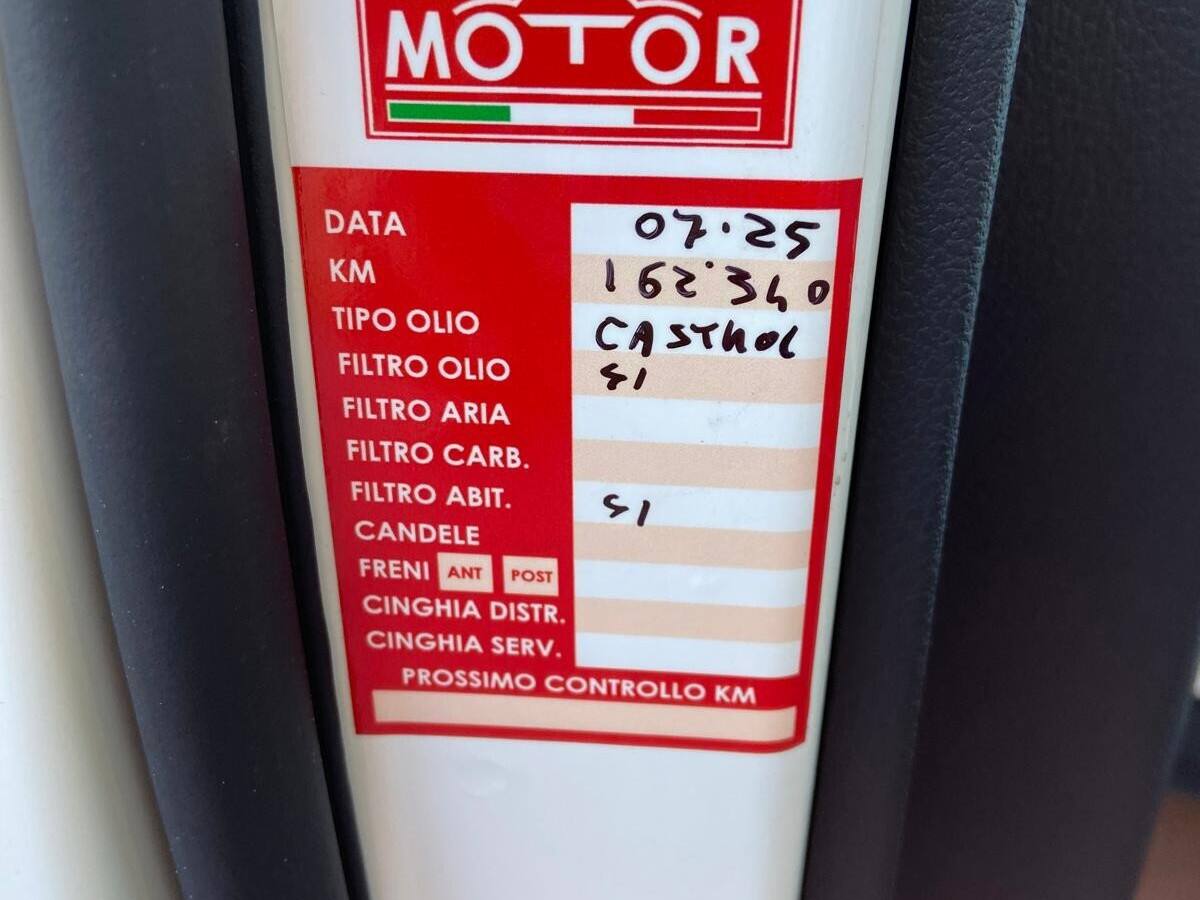 MOTOR
DATA 07.25
KM 162'340
TIPO OLIO CASTROL
FILTRO OLIO SI
FILTRO ARIA
FILTRO CARB.
FILTRO ABIT. SI
CANDELE
FRENI ANT POST
CINGHIA DISTR.
CINGHIA SERV.
PROSSIMO CONTROLLO KM